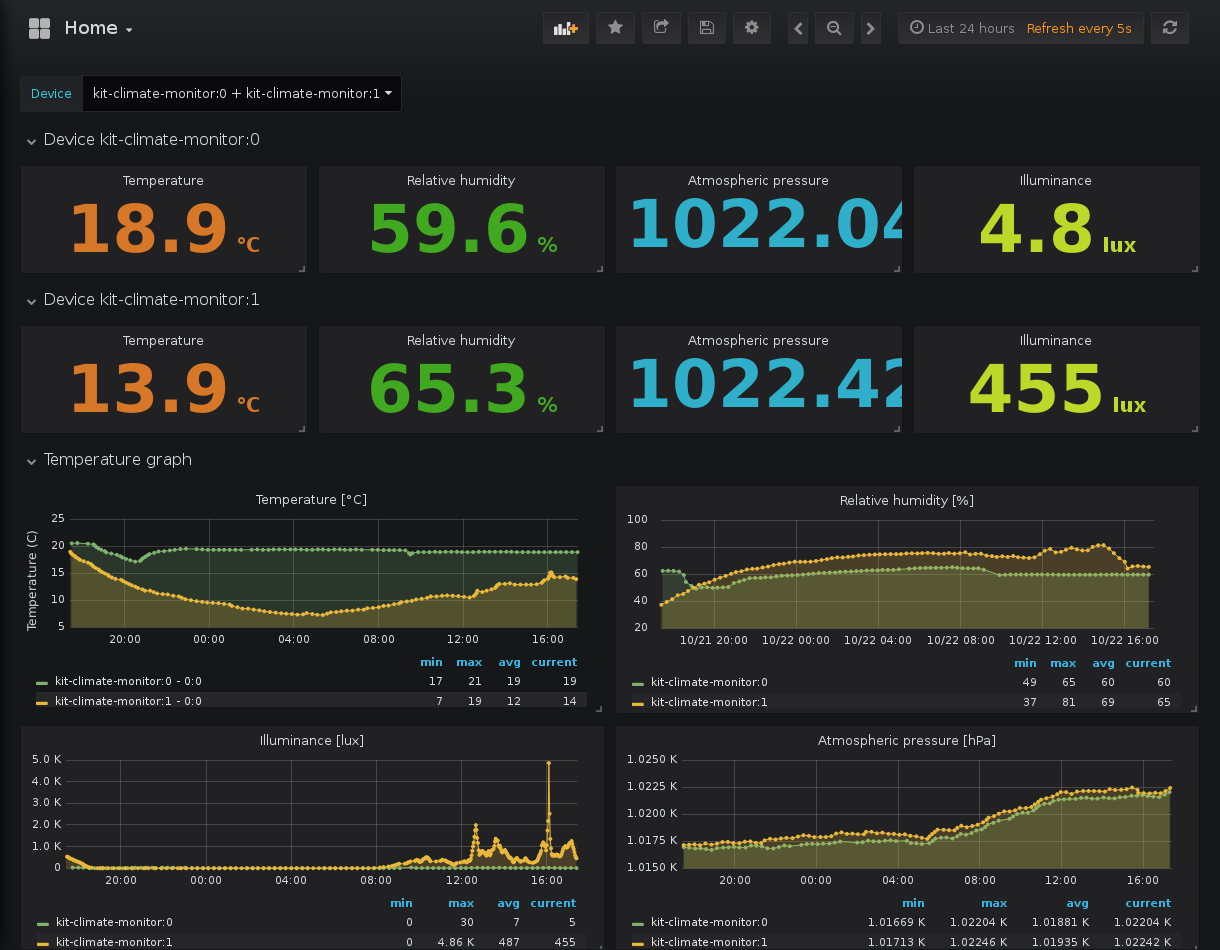 Home
Last 24 hours Refresh every 5s
Device kit-climate-monitor:0 + kit-climate-monitor:1
Device kit-climate-monitor:0
Temperature Relative humidity Atmospheric pressure Illuminance
18.9 °C 59.6 % 1022.04 4.8 lux
Device kit-climate-monitor:1
Temperature Relative humidity Atmospheric pressure Illuminance
13.9 °C 65.3 % 1022.42 455 lux
Temperature graph
Temperature [°C]
Temperature (C)
25
20
15
10
5
20:00 00:00 04:00 08:00 12:00 16:00
min max avg current
kit-climate-monitor:0 - 0:0 17 21 19 19
kit-climate-monitor:1 - 0:0 7 19 12 14
Relative humidity [%]
100
80
60
40
20
10/21 20:00 10/22 00:00 10/22 04:00 10/22 08:00 10/22 12:00 10/22 16:00
min max avg current
kit-climate-monitor:0 49 65 60 60
kit-climate-monitor:1 37 81 69 65
Illuminance [lux]
5.0 K
4.0 K
3.0 K
2.0 K
1.0 K
0
20:00 00:00 04:00 08:00 12:00 16:00
min max avg current
kit-climate-monitor:0 0 30 7 5
kit-climate-monitor:1 0 4.86 K 487 455
Atmospheric pressure [hPa]
1.0250 K
1.0225 K
1.0200 K
1.0175 K
1.0150 K
20:00 00:00 04:00 08:00 12:00 16:00
min max avg current
kit-climate-monitor:0 1.01669 K 1.02204 K 1.01881 K 1.02204 K
kit-climate-monitor:1 1.01713 K 1.02246 K 1.01935 K 1.02242 K